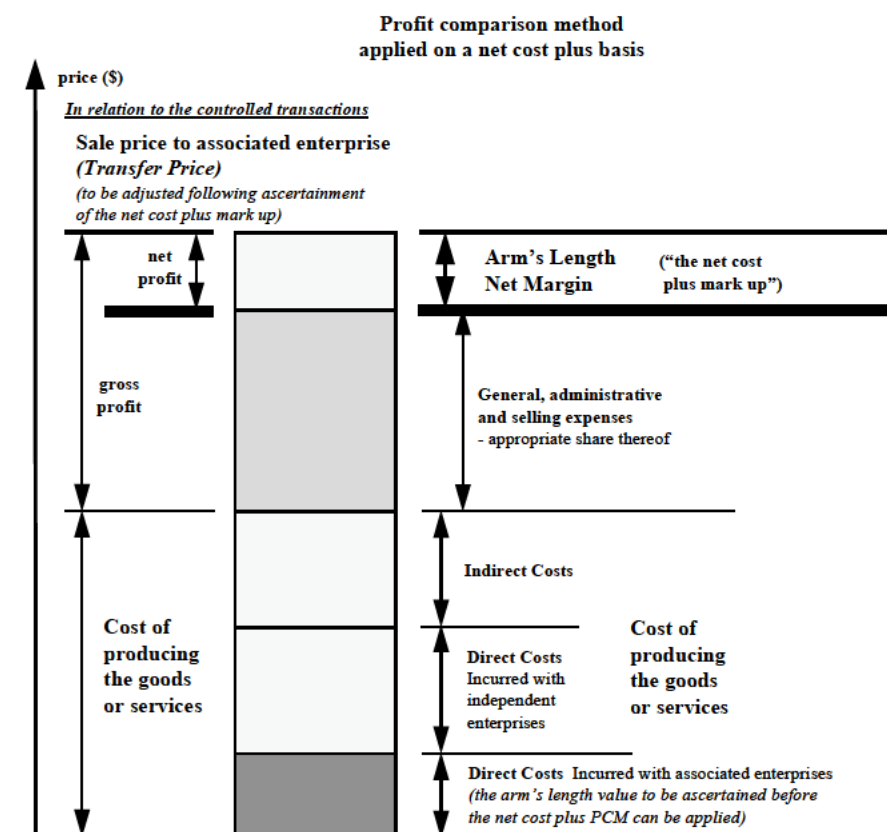 Profit comparison method
applied on a net cost plus basis
price ($)
In relation to the controlled transactions
Sale price to associated enterprise
(Transfer Price)
(to be adjusted following ascertainment
of the net cost plus mark up)
net
profit
Arm's Length
Net Margin
("the net cost
plus mark up")
gross
profit
General, administrative
and selling expenses
- appropriate share thereof
Indirect Costs
Cost of
producing
the goods
or services
Direct Costs
Incurred with
independent
enterprises
Cost of
producing
the goods
or services
Direct Costs Incurred with associated enterprises
(the arm's length value to be ascertained before
the net cost plus PCM can be applied)